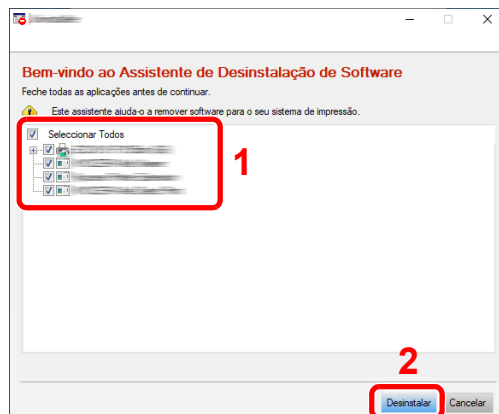 Bem-vindo ao Assistente de Desinstalação de Software
Feche todas as aplicações antes de continuar.
Este assistente ajuda-o a remover software para o seu sistema de impressão.
Seleccionar Todos
1
2
Desinstalar Cancelar